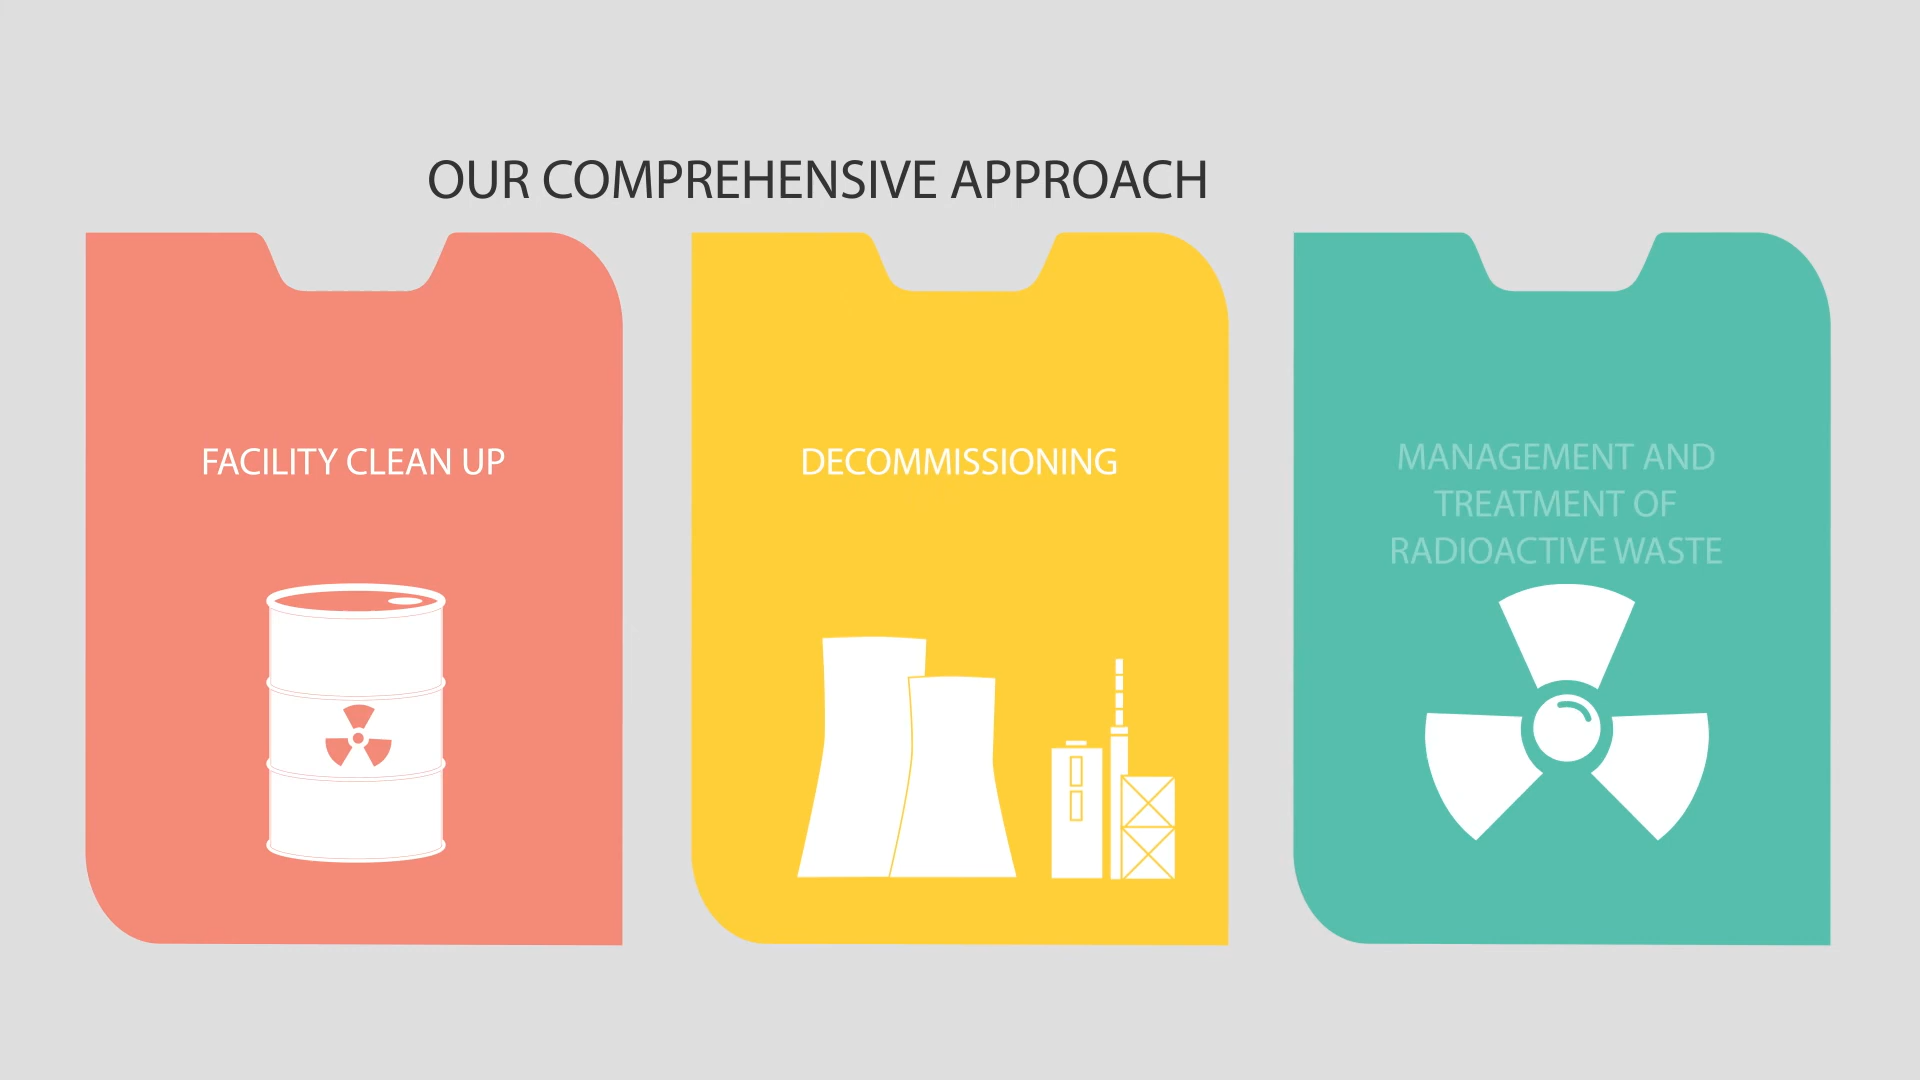 OUR COMPREHENSIVE APPROACH
FACILITY CLEAN UP
DECOMMISSIONING
MANAGEMENT AND
TREATMENT OF
RADIOACTIVE WASTE